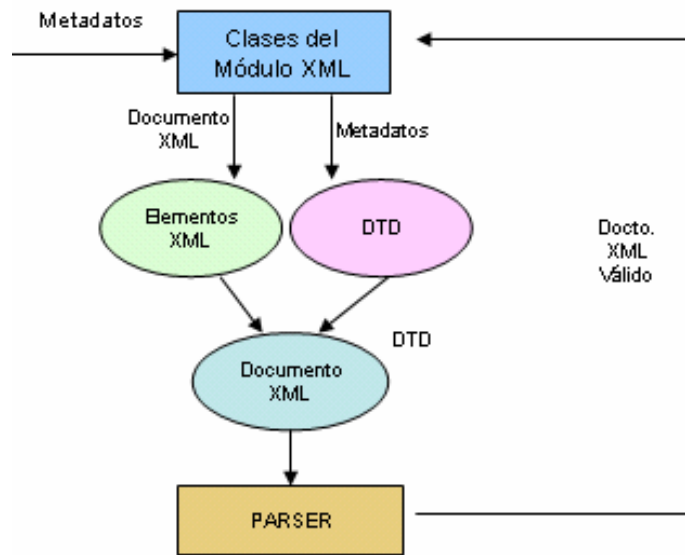 Metadatos
Clases del
Módulo XML
Documento
XML
Metadatos
Elementos
XML
DTD
Docto.
XML
Válido
DTD
Documento
XML
PARSER